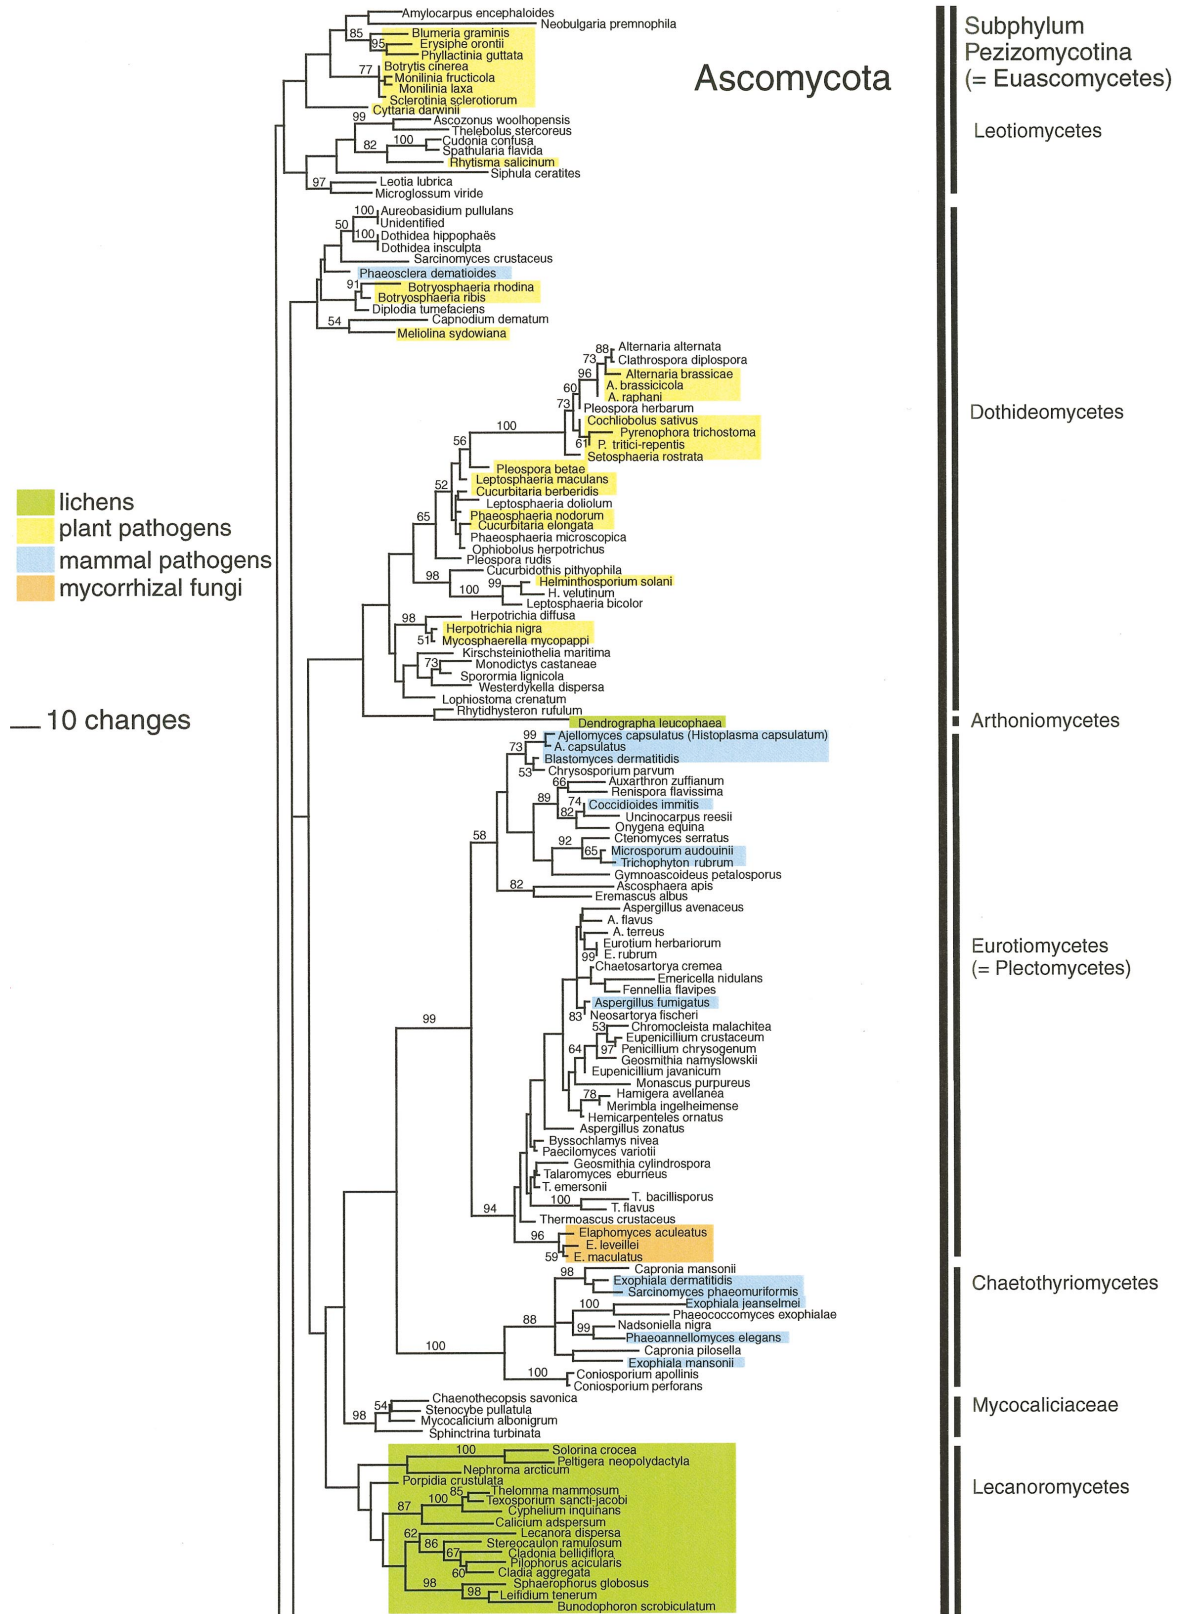 Amylocarpus encephaloides
Neobulgaria premnophila
85
Blumeria graminis
95
Erysiphe orontii
Phyllactinia guttata
Botrytis cinerea
77
Monilinia fructicola
Monilinia laxa
Sclerotinia sclerotiorum
Cyttaria darwinii
99
Ascozonus woolhopensis
Thelebolus stercoreus
100
Cudonia confusa
82
Spathularia flavida
Rhytisma salicinum
Siphula ceratites
97
Leotia lubrica
Microglossum viride
Ascomycota
Subphylum
Pezizomycotina
(= Euascomycetes)
Leotiomycetes
100
Aureobasidium pullulans
50
Unidentified
100
Dothidea hippophaës
Dothidea insculpta
Sarcinomyces crustaceus
Phaeosclera dematioides
91
Botryosphaeria rhodina
Botryosphaeria ribis
Diplodia tumefaciens
54
Capnodium dematum
Meliolina sydowiana
88
Alternaria alternata
73
Clathrospora diplospora
96
Alternaria brassicae
60
A. brassicicola
A. raphani
73
Pleospora herbarum
Cochliobolus sativus
100
Pyrenophora trichostoma
61
P. tritici-repentis
Setosphaeria rostrata
56
Pleospora betae
Leptosphaeria maculans
52
Cucurbitaria berberidis
Leptosphaeria doliolum
65
Phaeosphaeria nodorum
Cucurbitaria elongata
Phaeosphaeria microscopica
Ophiobolus herpotrichus
Pleospora rudis
98
Cucurbidothis pithyophila
99
Helminthosporium solani
100
H. velutinum
Leptosphaeria bicolor
98
Herpotrichia diffusa
Herpotrichia nigra
51
Mycosphaerella mycopappi
Kirschsteiniothelia maritima
73
Monodictys castaneae
Sporormia lignicola
Westerdykella dispersa
Lophiostoma crenatum
Rhytidhysteron rufulum
Dendrographa leucophaea
Dothideomycetes
Arthoniomycetes
lichens
plant pathogens
mammal pathogens
mycorrhizal fungi
10 changes
99
Ajellomyces capsulatus (Histoplasma capsulatum)
73
A. capsulatus
Blastomyces dermatitidis
53
Chrysosporium parvum
66
Auxarthron zuffianum
Renispora flavissima
89
74
Coccidioides immitis
82
Uncinocarpus reesii
Onygena equina
58
92
Ctenomyces serratus
65
Microsporum audouinii
Trichophyton rubrum
Gymnoascoideus petalosporus
82
Ascosphaera apis
Eremascus albus
Aspergillus avenaceus
A. flavus
A. terreus
Eurotium herbariorum
99
E. rubrum
Chaetosartorya cremea
Emericella nidulans
Fennellia flavipes
Aspergillus fumigatus
83
Neosartorya fischeri
99
53
Chromocleista malachitea
Eupenicillium crustaceum
64
97
Penicillium chrysogenum
Geosmithia namyslowskii
Eupenicillium javanicum
Monascus purpureus
78
Hamigera avellanea
Merimbla ingelheimense
Hemicarpenteles ornatus
Aspergillus zonatus
Byssochlamys nivea
Paecilomyces variotii
Geosmithia cylindrospora
Talaromyces eburneus
T. emersonii
100
T. bacillisporus
T. flavus
94
Thermoascus crustaceus
96
Elaphomyces aculeatus
E. leveillei
59
E. maculatus
Eurotiomycetes
(= Plectomycetes)
98
Capronia mansonii
Exophiala dermatitidis
Sarcinomyces phaeomuriformis
100
Exophiala jeanselmei
Phaeococcomyces exophialae
88
99
Nadsoniella nigra
Phaeoannellomyces elegans
100
Capronia pilosella
Exophiala mansonii
100
Coniosporium apollinis
Coniosporium perforans
Chaetothyriomycetes
54
Chaenothecopsis savonica
Stenocybe pullatula
98
Mycocalicium albonigrum
Sphinctrina turbinata
Mycocaliciaceae
100
Solorina crocea
Peltigera neopolydactyla
Nephroma arcticum
Porpidia crustulata
85
Thelomma mammosum
100
Texosporium sancti-jacobi
87
Cyphelium inquinans
Calicium adspersum
62
Lecanora dispersa
86
Stereocaulon ramulosum
67
Cladonia bellidiflora
Pilophorus acicularis
60
Cladia aggregata
98
Sphaerophorus globosus
98
Leifidium tenerum
Bunodophoron scrobiculatum
Lecanoromycetes